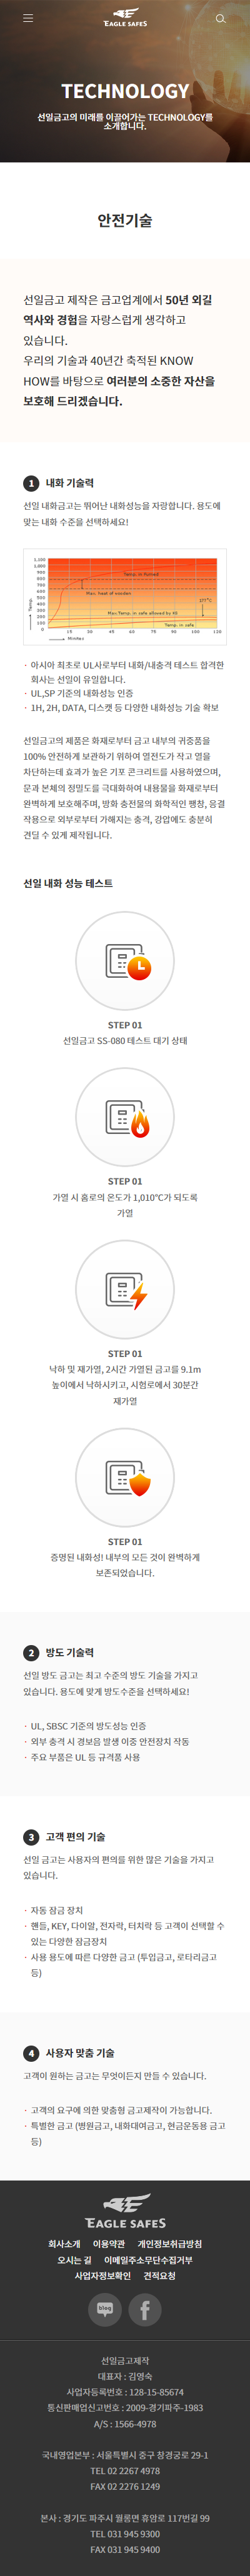 EAGLE SAFES
TECHNOLOGY
선일금고의 미래를 이끌어가는 TECHNOLOGY를
소개합니다.
안전기술
선일금고 제작은 금고업계에서 50년 외길
역사와 경험을 자랑스럽게 생각하고
있습니다.
우리의 기술과 40년간 축적된 KNOW
HOW를 바탕으로 여러분의 소중한 자산을
보호해 드리겠습니다.
1 내화 기술력
선일 내화금고는 뛰어난 내화성능을 자랑합니다. 용도에
맞는 내화 수준을 선택하세요!
1,100
1,000
900
800
700
600
500
400
300
200
100
0
Temp.
Temp. in funace
Max. heat of wooden
177°C
Max Temp. in safe allowed by KS
Temp. in safe
15 30 45 60 75 90 100 120
Minutes
· 아시아 최초로 UL사로부터 내화/내충격 테스트 합격한
회사는 선일이 유일합니다.
· UL,SP 기준의 내화성능 인증
· 1H, 2H, DATA, 디스캣 등 다양한 내화성능 기술 확보
선일금고의 제품은 화재로부터 금고 내부의 귀중품을
100% 안전하게 보관하기 위하여 열전도가 작고 열을
차단하는데 효과가 높은 기포 콘크리트를 사용하였으며,
문과 본체의 정밀도를 극대화하여 내용물을 화재로부터
완벽하게 보호해주며, 방화 충전물의 화학적인 팽창, 응결
작용으로 외부로부터 가해지는 충격, 강압에도 충분히
견딜 수 있게 제작됩니다.
선일 내화 성능 테스트
STEP 01
선일금고 SS-080 테스트 대기 상태
STEP 01
가열 시 홈로의 온도가 1,010℃가 되도록
가열
STEP 01
낙하 및 재가열, 2시간 가열된 금고를 9.1m
높이에서 낙하시키고, 시험로에서 30분간
재가열
STEP 01
증명된 내화성! 내부의 모든 것이 완벽하게
보존되었습니다.
2 방도 기술력
선일 방도 금고는 최고 수준의 방도 기술을 가지고
있습니다. 용도에 맞게 방도수준을 선택하세요!
· UL, SBSC 기준의 방도성능 인증
· 외부 충격 시 경보음 발생 이중 안전장치 작동
· 주요 부품은 UL 등 규격품 사용
3 고객 편의 기술
선일 금고는 사용자의 편의를 위한 많은 기술을 가지고
있습니다.
· 자동 잠금 장치
· 핸들, KEY, 다이알, 전자락, 터치락 등 고객이 선택할 수
있는 다양한 잠금장치
· 사용 용도에 따른 다양한 금고 (투입금고, 로타리금고
등)
4 사용자 맞춤 기술
고객이 원하는 금고는 무엇이든지 만들 수 있습니다.
· 고객의 요구에 의한 맞춤형 금고제작이 가능합니다.
· 특별한 금고 (병원금고, 내화대여금고, 현금운동용 금고
등)
EAGLE SAFES
회사소개 이용약관 개인정보취급방침
오시는 길 이메일주소무단수집거부
사업자정보확인 견적요청
blog
선일금고제작
대표자 : 김영숙
사업자등록번호 : 128-15-85674
통신판매업신고번호 : 2009-경기파주-1983
A/S : 1566-4978
국내영업본부 : 서울특별시 중구 창경궁로 29-1
TEL 02 2267 4978
FAX 02 2276 1249
본사 : 경기도 파주시 월롱면 휴암로 117번길 99
TEL 031 945 9300
FAX 031 945 9400